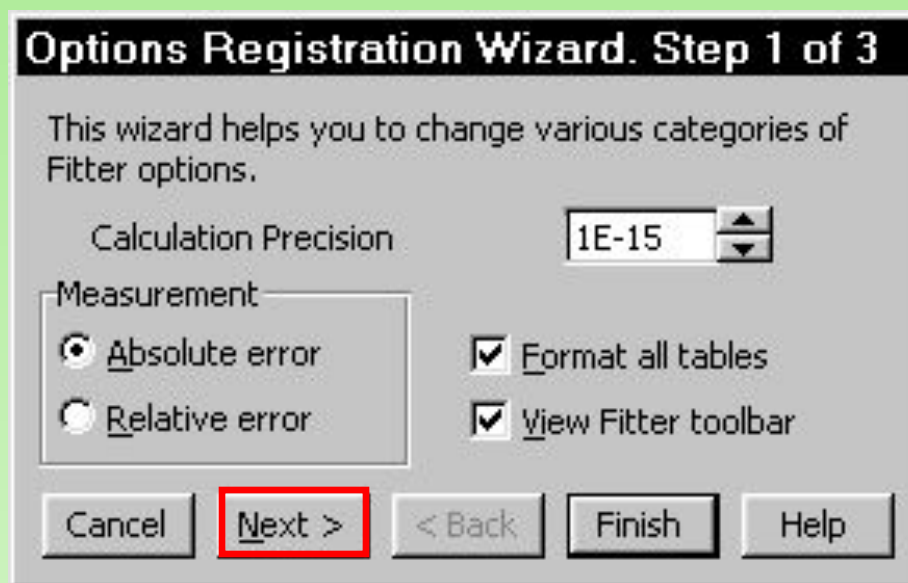 Options Registration Wizard. Step 1 of 3
This wizard helps you to change various categories of
Fitter options.
Calculation Precision
1E-15
Measurement
Absolute error
Relative error
Format all tables
View Fitter toolbar
Cancel
Next >
< Back
Finish
Help